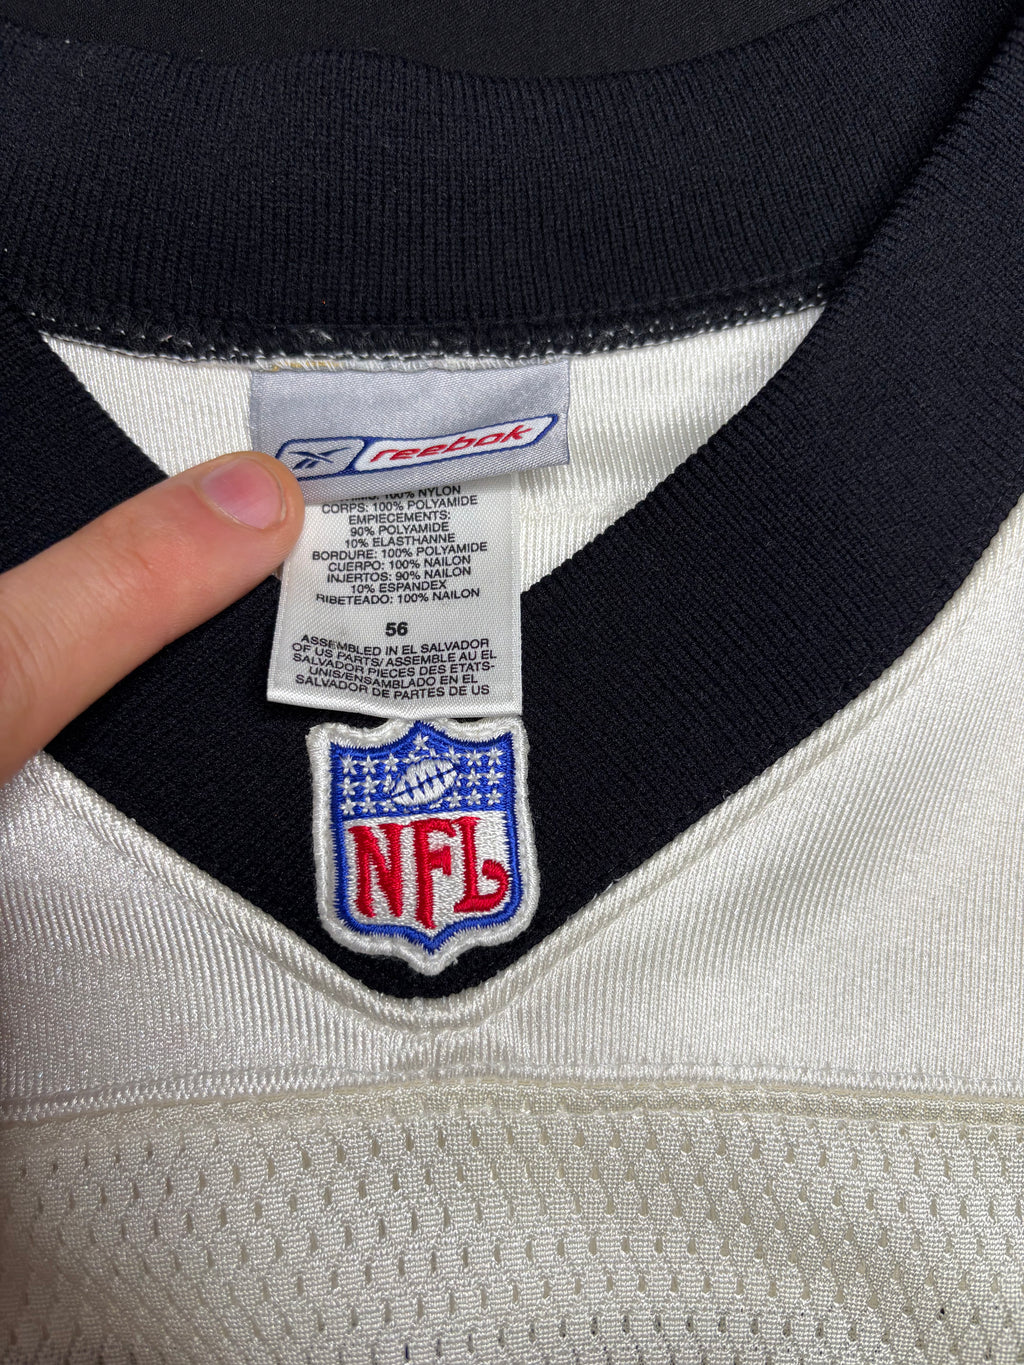 reebok
100% NYLON
CORPS: 100% POLYAMIDE
EMPIECEMENTS:
90% POLYAMIDE
10% ELASTHANNE
BORDURE: 100% POLYAMIDE
CUERPO: 100% NAILON
INJERTOS: 90% NAILON
10% ESPANDEX
RIBETEADO: 100% NAILON
56
ASSEMBLED IN EL SALVADOR
OF US PARTS/ ASSEMBLE AU EL
SALVADOR PIECES DES ETATS-
UNIS/ENSAMBLADO EN EL
SALVADOR DE PARTES DE US
NFL